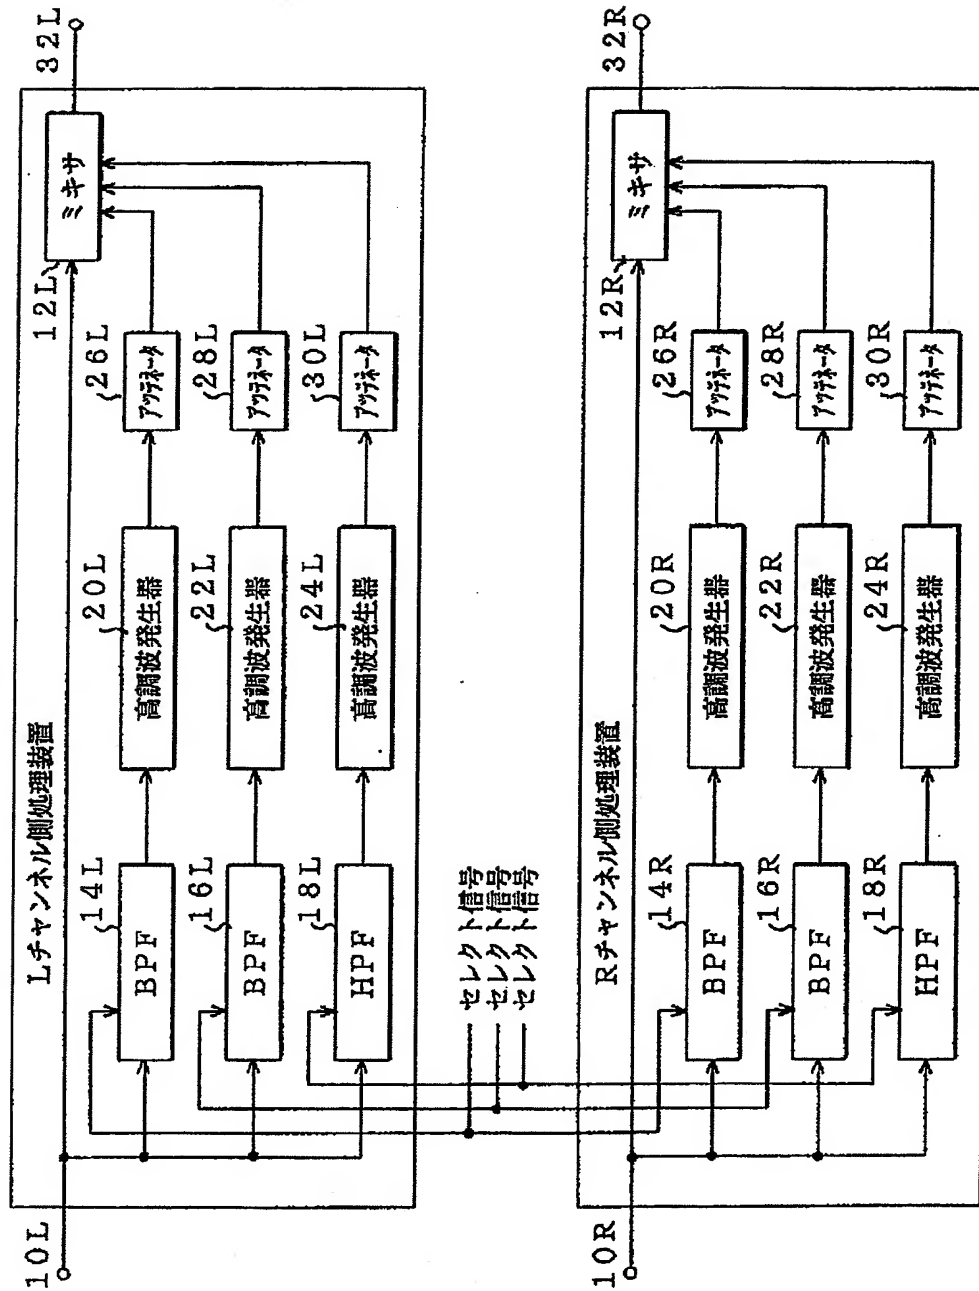 10L
Lチャンネル側処理装置
12L
ミキサ
32L
14L
BPF
20L
高調波発生器
26L
アッテネータ
16L
BPF
22L
高調波発生器
28L
アッテネータ
18L
HPF
24L
高調波発生器
30L
アッテネータ
セレクト信号
セレクト信号
セレクト信号
10R
Rチャンネル側処理装置
12R
ミキサ
32R
14R
BPF
20R
高調波発生器
26R
アッテネータ
16R
BPF
22R
高調波発生器
28R
アッテネータ
18R
HPF
24R
高調波発生器
30R
アッテネータ